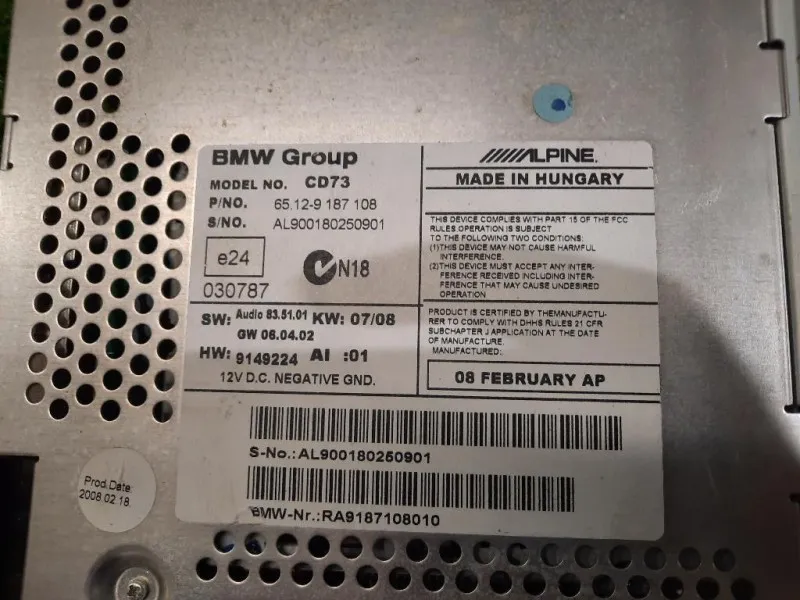 BMW Group
MODEL NO. CD73
P/NO. 65.12-9 187 108
S/NO. AL900180250901
e24
N18
030787
SW: Audio 83.51.01 KW: 07/08
GW 06.04.02
HW: 9149224 AI :01
12V D.C. NEGATIVE GND.
ALPINE.
MADE IN HUNGARY
THIS DEVICE COMPLIES WITH PART 15 OF THE FCC
RULES.OPERATION IS SUBJECT
TO THE FOLLOWING TWO CONDITIONS:
(1)THIS DEVICE MAY NOT CAUSE HARMFUL
INTERFERENCE.
(2)THIS DEVICE MUST ACCEPT ANY INTER-
FERENCE RECEIVED INCLUDING INTER-
FERENCE THAT MAY CAUSE UNDESIRED
OPERATION
PRODUCT IS CERTIFIED BY THEMANUFACTU-
RER TO COMPLY WITH DHHS RULES 21 CFR
SUBCHAPTER J APPLICATION AT THE DATE
OF MANUFACTURE.
MANUFACTURED:
08 FEBRUARY AP
S-No.:AL900180250901
BMW-Nr.:RA9187108010
Prod.Date:
2008.02.18.